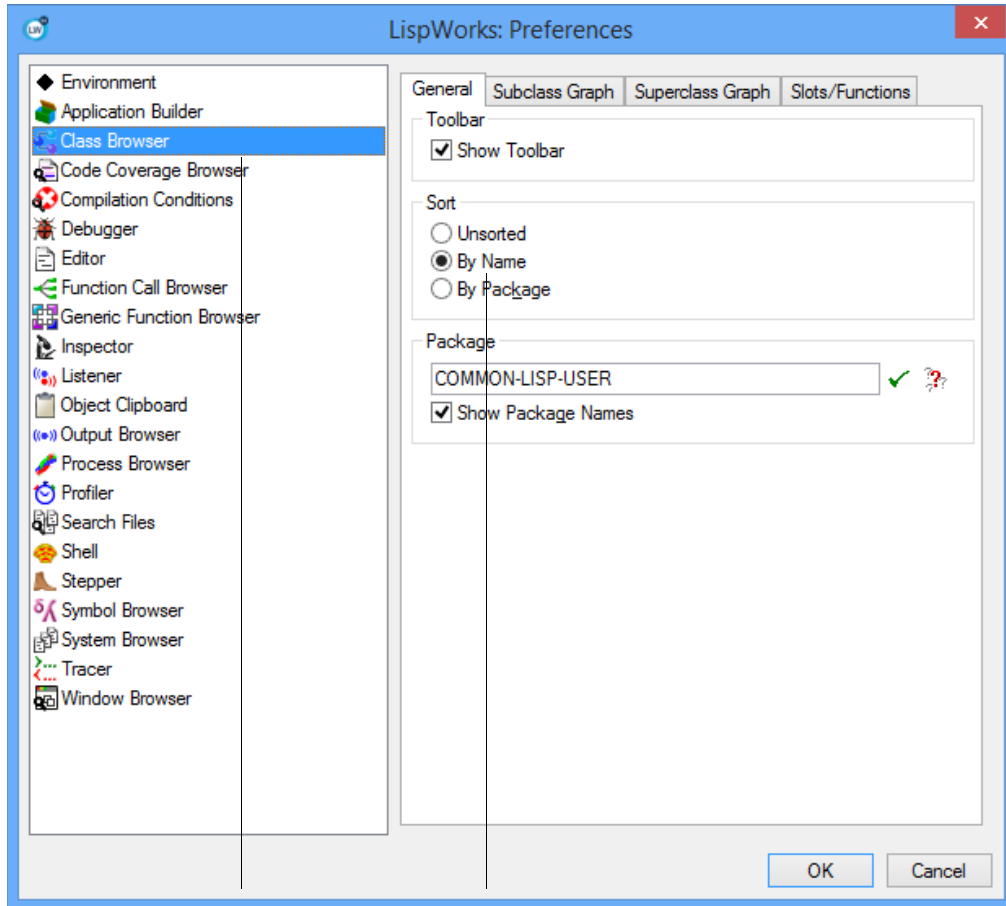 LW
LispWorks: Preferences
Environment
Application Builder
Class Browser
Code Coverage Browser
Compilation Conditions
Debugger
Editor
Function Call Browser
Generic Function Browser
Inspector
Listener
Object Clipboard
Output Browser
Process Browser
Profiler
Search Files
Shell
Stepper
Symbol Browser
System Browser
Tracer
Window Browser
General Subclass Graph Superclass Graph Slots/Functions
Toolbar
Show Toolbar
Sort
Unsorted
By Name
By Package
Package
COMMON-LISP-USER
Show Package Names
OK Cancel